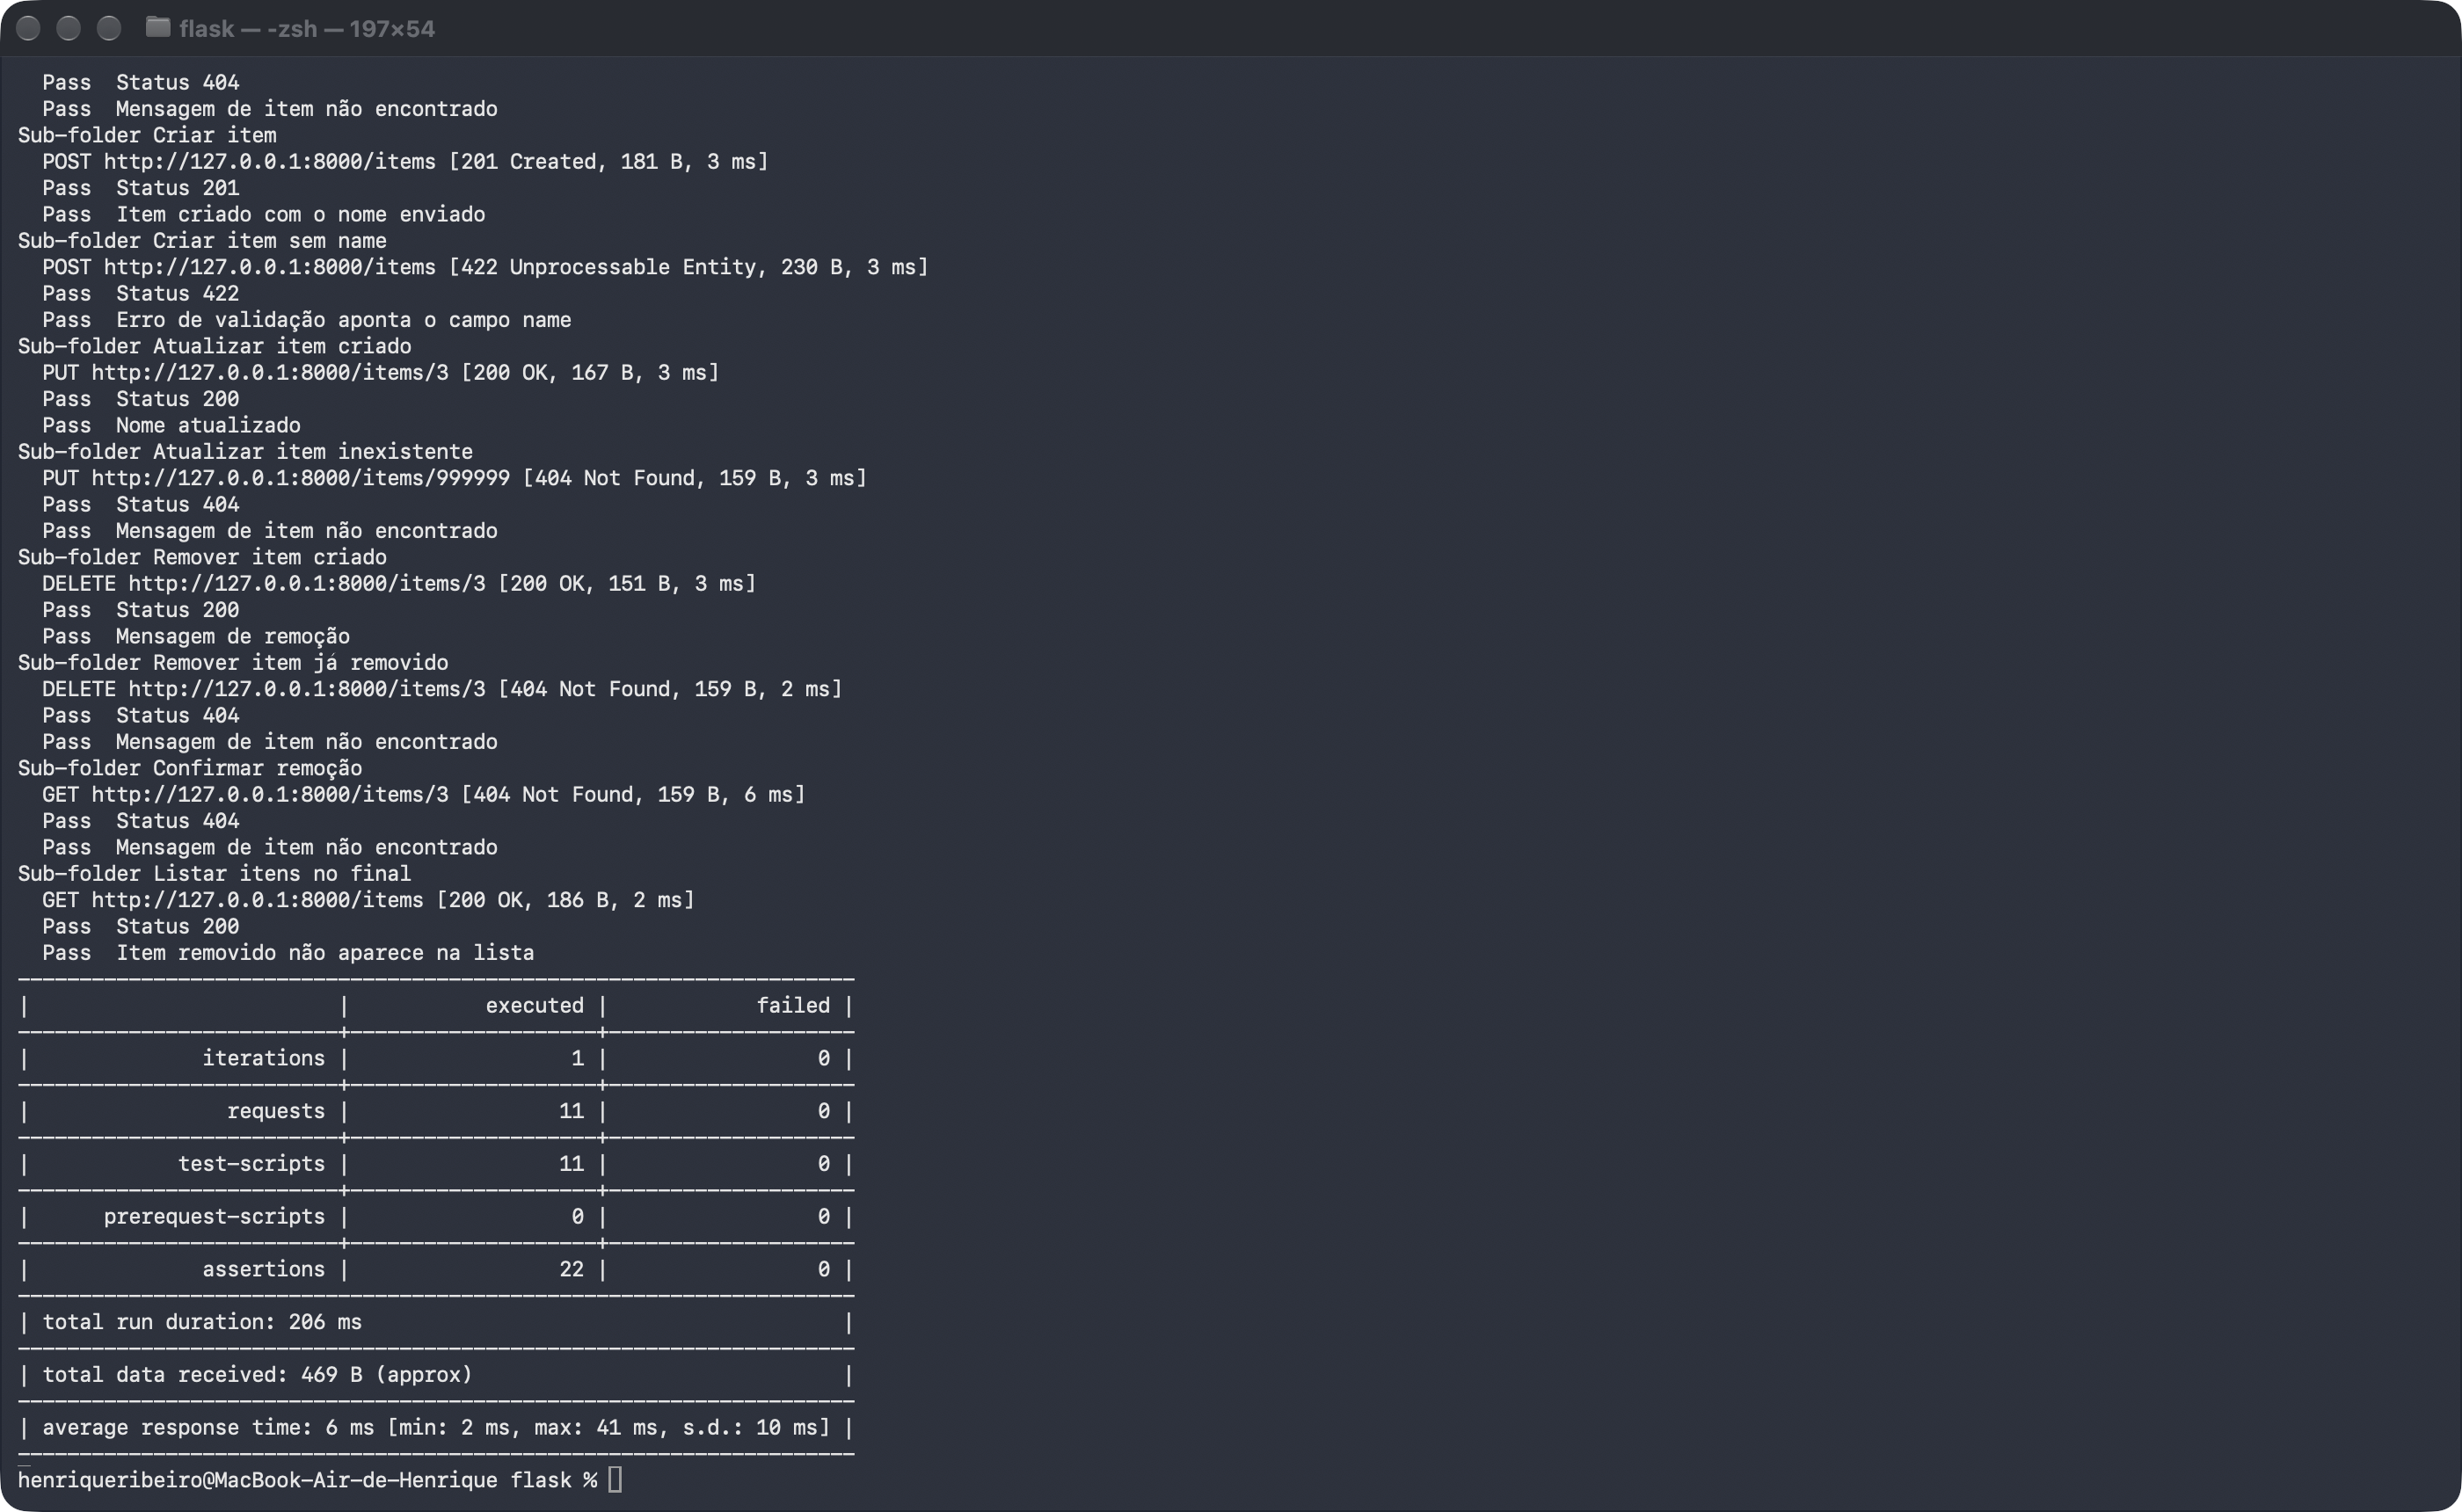 flask — -zsh — 197×54
Pass  Status 404
Pass  Mensagem de item não encontrado
Sub-folder Criar item
POST http://127.0.0.1:8000/items [201 Created, 181 B, 3 ms]
Pass  Status 201
Pass  Item criado com o nome enviado
Sub-folder Criar item sem name
POST http://127.0.0.1:8000/items [422 Unprocessable Entity, 230 B, 3 ms]
Pass  Status 422
Pass  Erro de validação aponta o campo name
Sub-folder Atualizar item criado
PUT http://127.0.0.1:8000/items/3 [200 OK, 167 B, 3 ms]
Pass  Status 200
Pass  Nome atualizado
Sub-folder Atualizar item inexistente
PUT http://127.0.0.1:8000/items/999999 [404 Not Found, 159 B, 3 ms]
Pass  Status 404
Pass  Mensagem de item não encontrado
Sub-folder Remover item criado
DELETE http://127.0.0.1:8000/items/3 [200 OK, 151 B, 3 ms]
Pass  Status 200
Pass  Mensagem de remoção
Sub-folder Remover item já removido
DELETE http://127.0.0.1:8000/items/3 [404 Not Found, 159 B, 2 ms]
Pass  Status 404
Pass  Mensagem de item não encontrado
Sub-folder Confirmar remoção
GET http://127.0.0.1:8000/items/3 [404 Not Found, 159 B, 6 ms]
Pass  Status 404
Pass  Mensagem de item não encontrado
Sub-folder Listar itens no final
GET http://127.0.0.1:8000/items [200 OK, 186 B, 2 ms]
Pass  Status 200
Pass  Item removido não aparece na lista
| | executed | failed |
| iterations | 1 | 0 |
| requests | 11 | 0 |
| test-scripts | 11 | 0 |
| prerequest-scripts | 0 | 0 |
| assertions | 22 | 0 |
| total run duration: 206 ms |
| total data received: 469 B (approx) |
| average response time: 6 ms [min: 2 ms, max: 41 ms, s.d.: 10 ms] |
henriqueribeiro@MacBook-Air-de-Henrique flask %